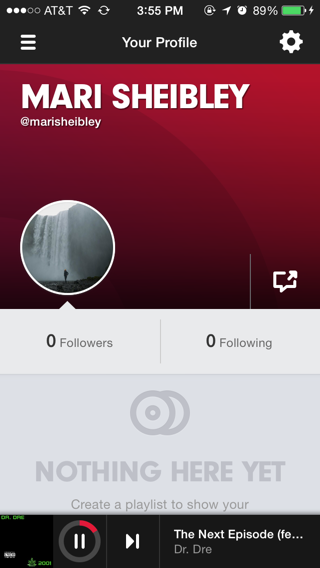 AT&T 3:55 PM 89%
Your Profile
MARI SHEIBLEY
@marisheibley
0 Followers 0 Following
NOTHING HERE YET
Create a playlist to show your
DR. DRE
2001
The Next Episode (fe...
Dr. Dre